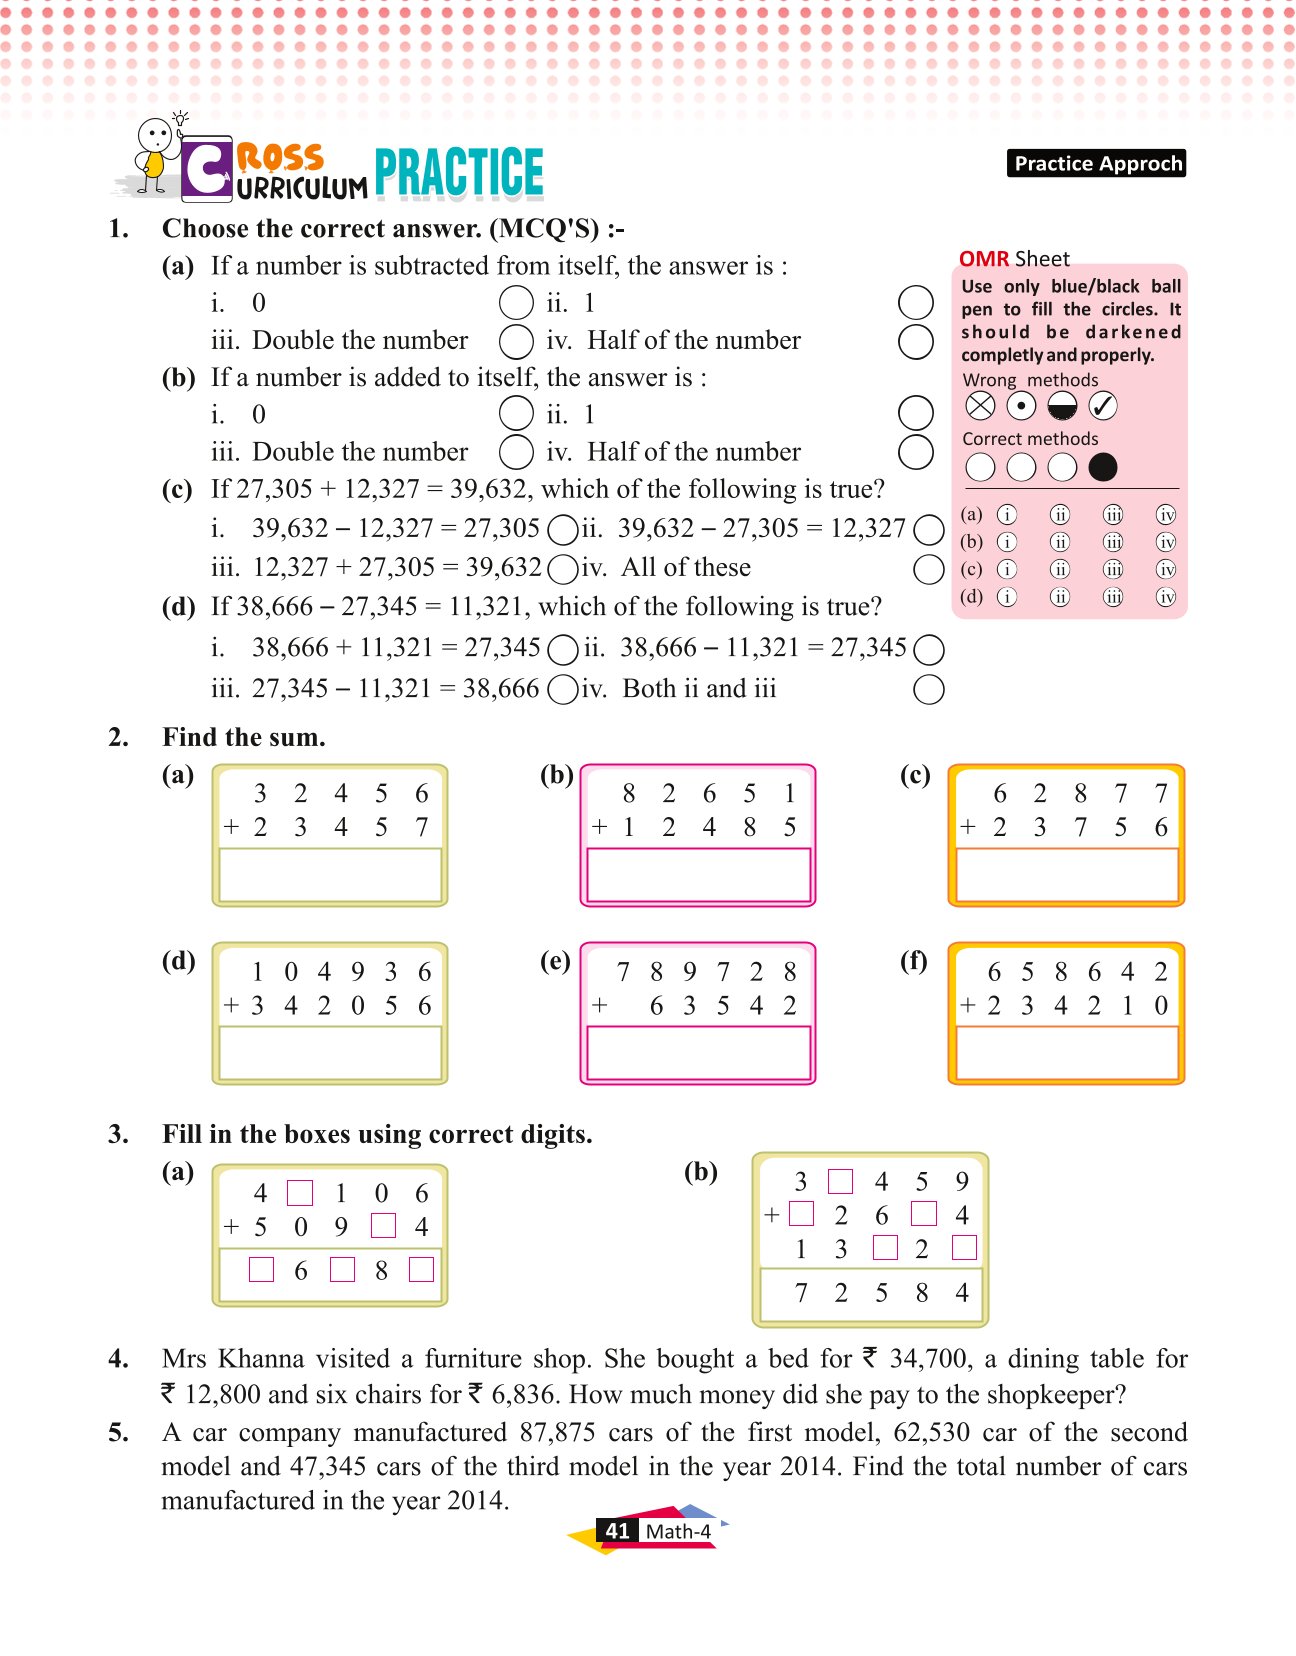 CROSS
CURRICULUM PRACTICE
Practice Approch
1. Choose the correct answer. (MCQ'S) :-
(a) If a number is subtracted from itself, the answer is :
i. 0 ii. 1
iii. Double the number iv. Half of the number
(b) If a number is added to itself, the answer is :
i. 0 ii. 1
iii. Double the number iv. Half of the number
(c) If 27,305 + 12,327 = 39,632, which of the following is true?
i. 39,632 – 12,327 = 27,305 ii. 39,632 – 27,305 = 12,327
iii. 12,327 + 27,305 = 39,632 iv. All of these
(d) If 38,666 – 27,345 = 11,321, which of the following is true?
i. 38,666 + 11,321 = 27,345 ii. 38,666 – 11,321 = 27,345
iii. 27,345 – 11,321 = 38,666 iv. Both ii and iii
OMR Sheet
Use only blue/black ball
pen to fill the circles. It
should be darkened
completly and properly.
Wrong methods
Correct methods
(a) i ii iii iv
(b) i ii iii iv
(c) i ii iii iv
(d) i ii iii iv
2. Find the sum.
(a)
3 2 4 5 6
+ 2 3 4 5 7
(b)
8 2 6 5 1
+ 1 2 4 8 5
(c)
6 2 8 7 7
+ 2 3 7 5 6
(d)
1 0 4 9 3 6
+ 3 4 2 0 5 6
(e)
7 8 9 7 2 8
+ 6 3 5 4 2
(f)
6 5 8 6 4 2
+ 2 3 4 2 1 0
3. Fill in the boxes using correct digits.
(a)
4 □ 1 0 6
+ 5 0 9 □ 4
□ 6 □ 8 □
(b)
3 □ 4 5 9
+ □ 2 6 □ 4
1 3 □ 2 □
7 2 5 8 4
4. Mrs Khanna visited a furniture shop. She bought a bed for ₹ 34,700, a dining table for
₹ 12,800 and six chairs for ₹ 6,836. How much money did she pay to the shopkeeper?
5. A car company manufactured 87,875 cars of the first model, 62,530 car of the second
model and 47,345 cars of the third model in the year 2014. Find the total number of cars
manufactured in the year 2014.
41 Math-4